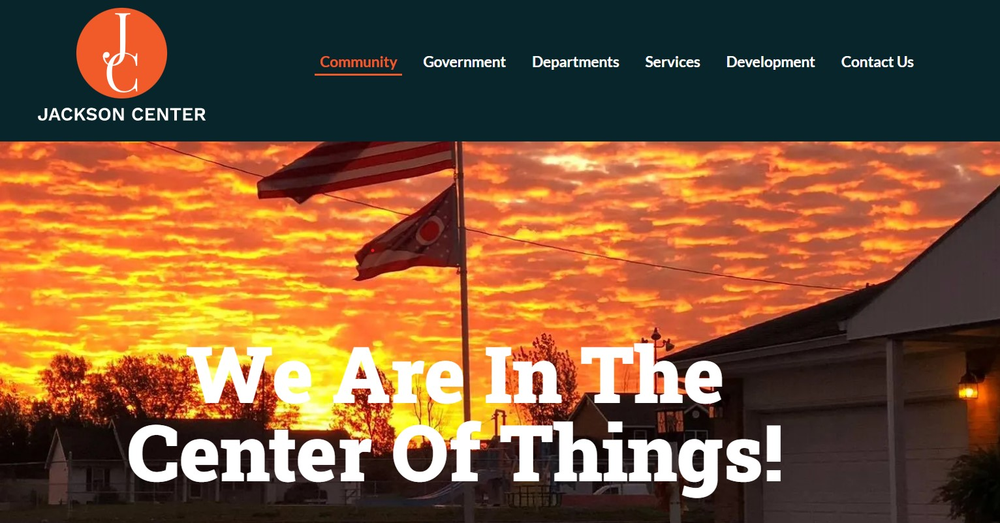 JC
JACKSON CENTER
Community Government Departments Services Development Contact Us
We Are In The
Center Of Things!